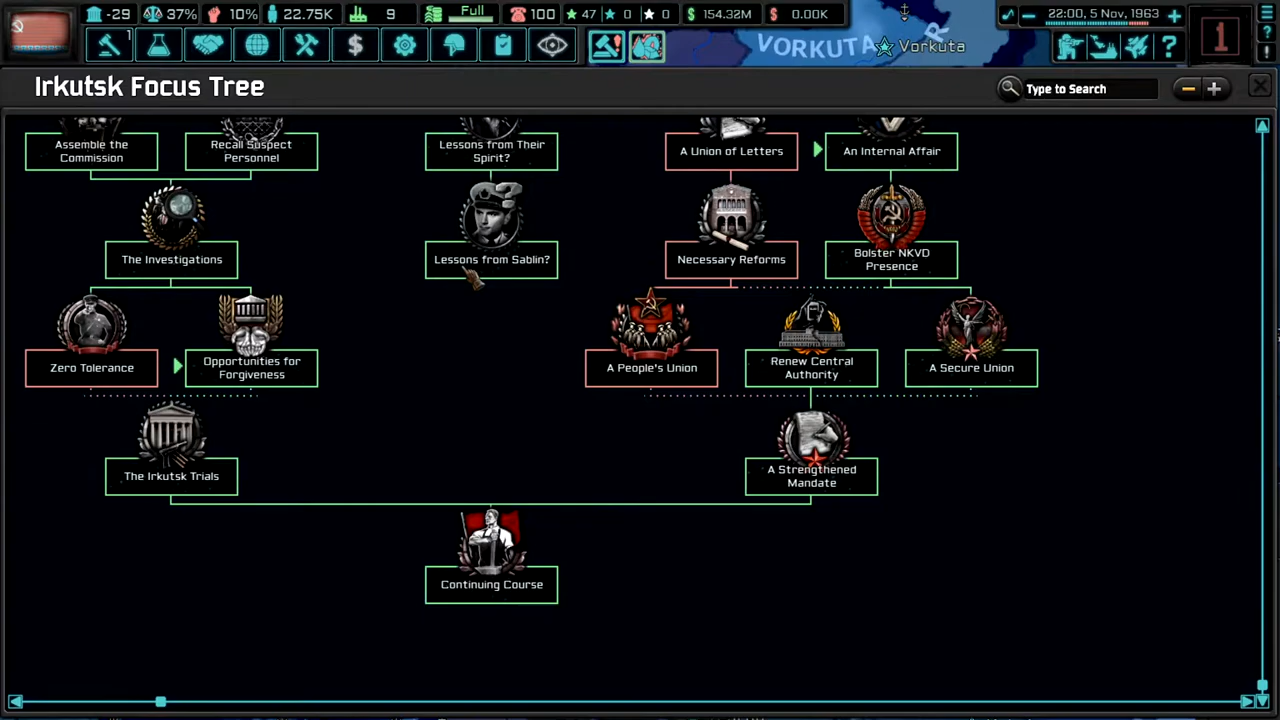 -29
37%
10%
22.75K
9
Full
100
47
0
0
154.32M
0.00K
22:00, 5 Nov, 1963
1
1
VORKUTA
Vorkuta
R
Irkutsk Focus Tree
Type to Search
Assemble the
Commission
Recall Suspect
Personnel
Lessons from Their
Spirit?
A Union of Letters
An Internal Affair
The Investigations
Lessons from Sablin?
Necessary Reforms
Bolster NKVD
Presence
Zero Tolerance
Opportunities for
Forgiveness
A People's Union
Renew Central
Authority
A Secure Union
The Irkutsk Trials
A Strengthened
Mandate
Continuing Course